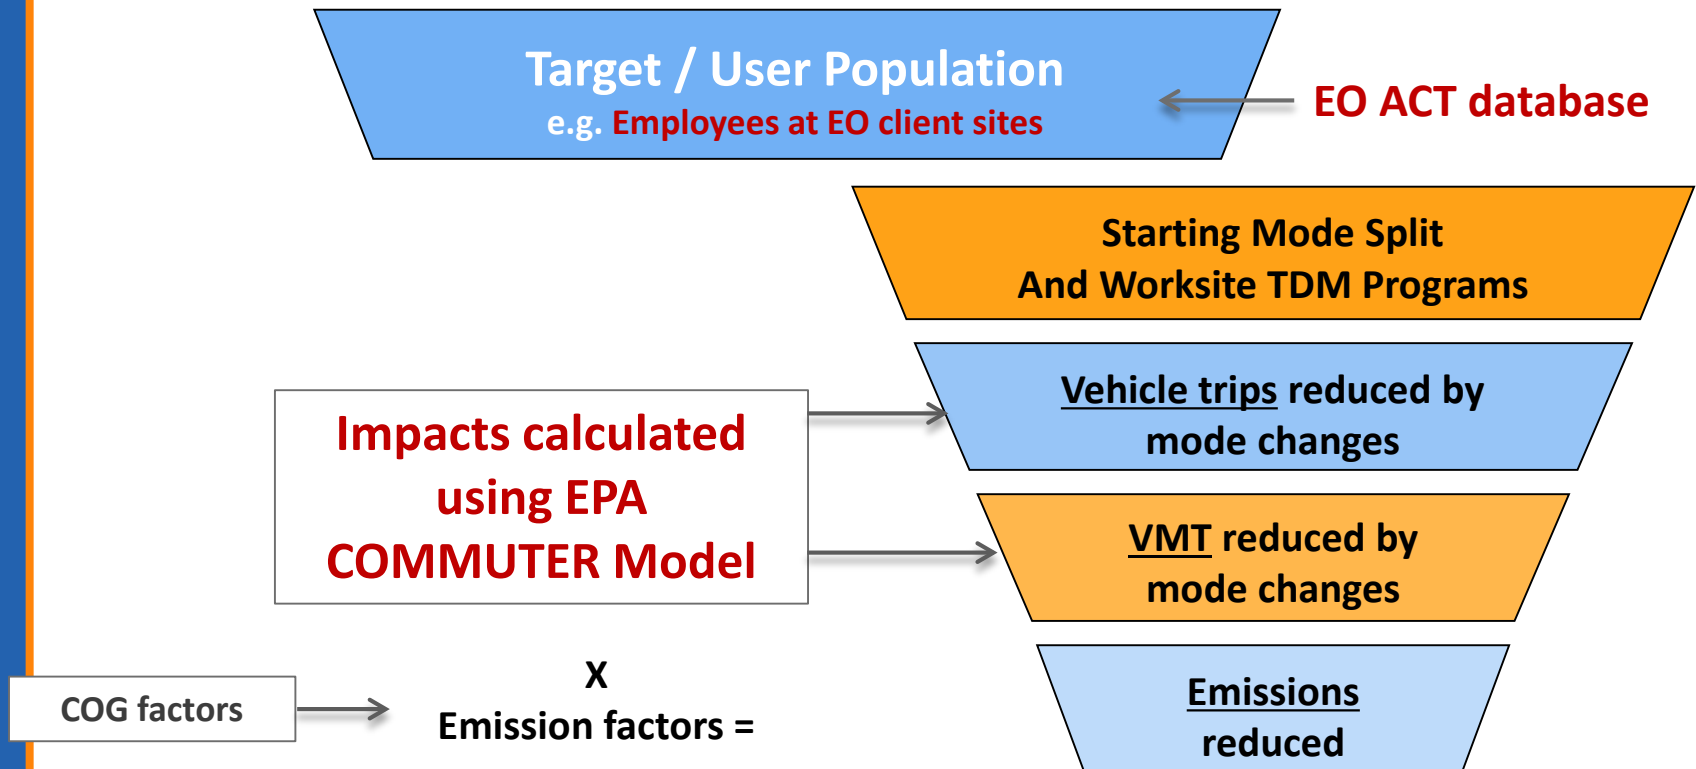 Target / User Population
e.g. Employees at EO client sites
EO ACT database
Starting Mode Split
And Worksite TDM Programs
Vehicle trips reduced by
mode changes
Impacts calculated
using EPA
COMMUTER Model
VMT reduced by
mode changes
COG factors
X
Emission factors =
Emissions
reduced